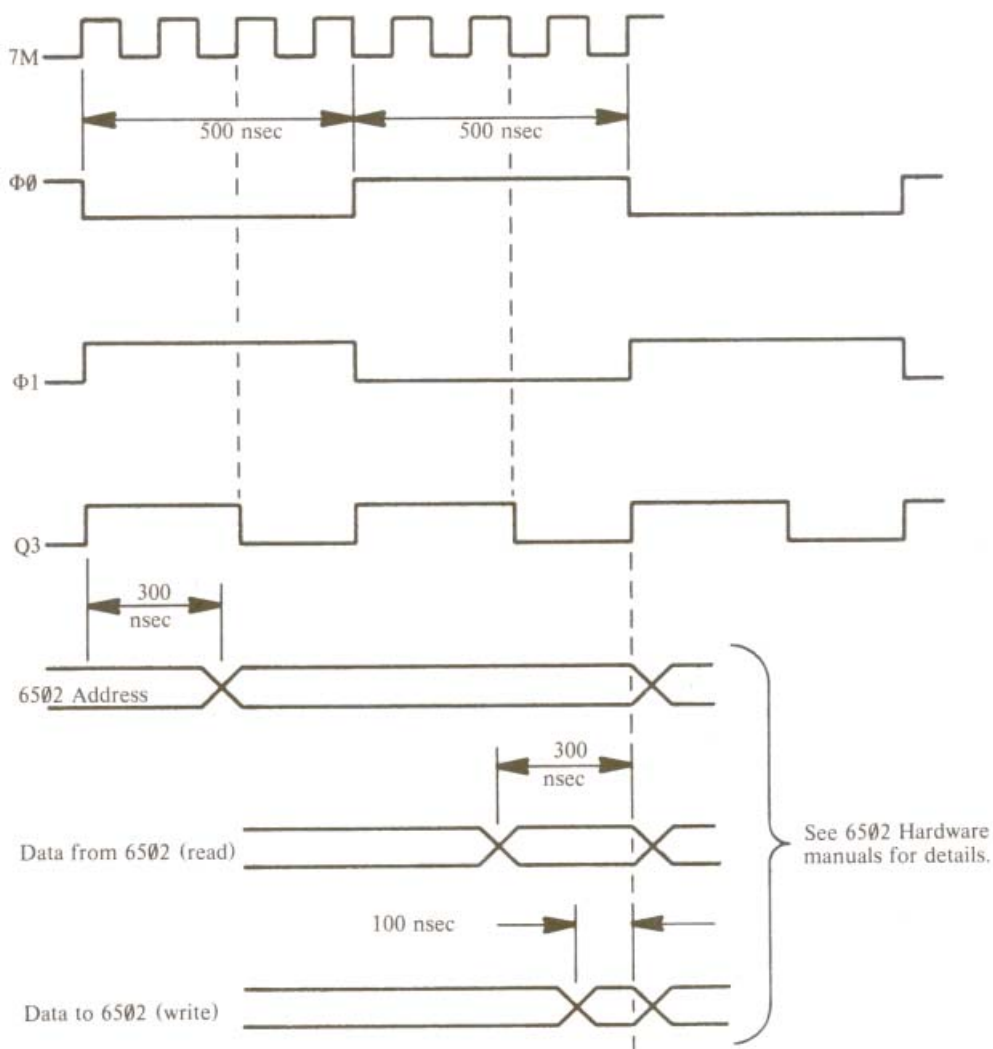 7M
500 nsec
500 nsec
Φ0
Φ1
Q3
300
nsec
6502 Address
300
nsec
Data from 6502 (read)
See 6502 Hardware
manuals for details.
100 nsec
Data to 6502 (write)